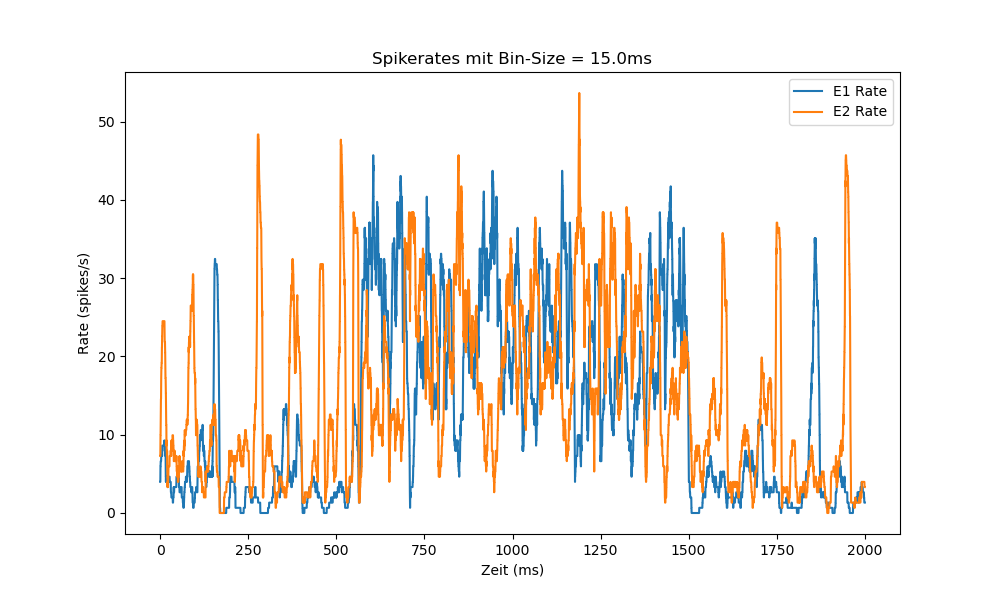 Spikerates mit Bin-Size = 15.0ms
E1 Rate
E2 Rate
Rate (spikes/s)
50
40
30
20
10
0
0 250 500 750 1000 1250 1500 1750 2000
Zeit (ms)